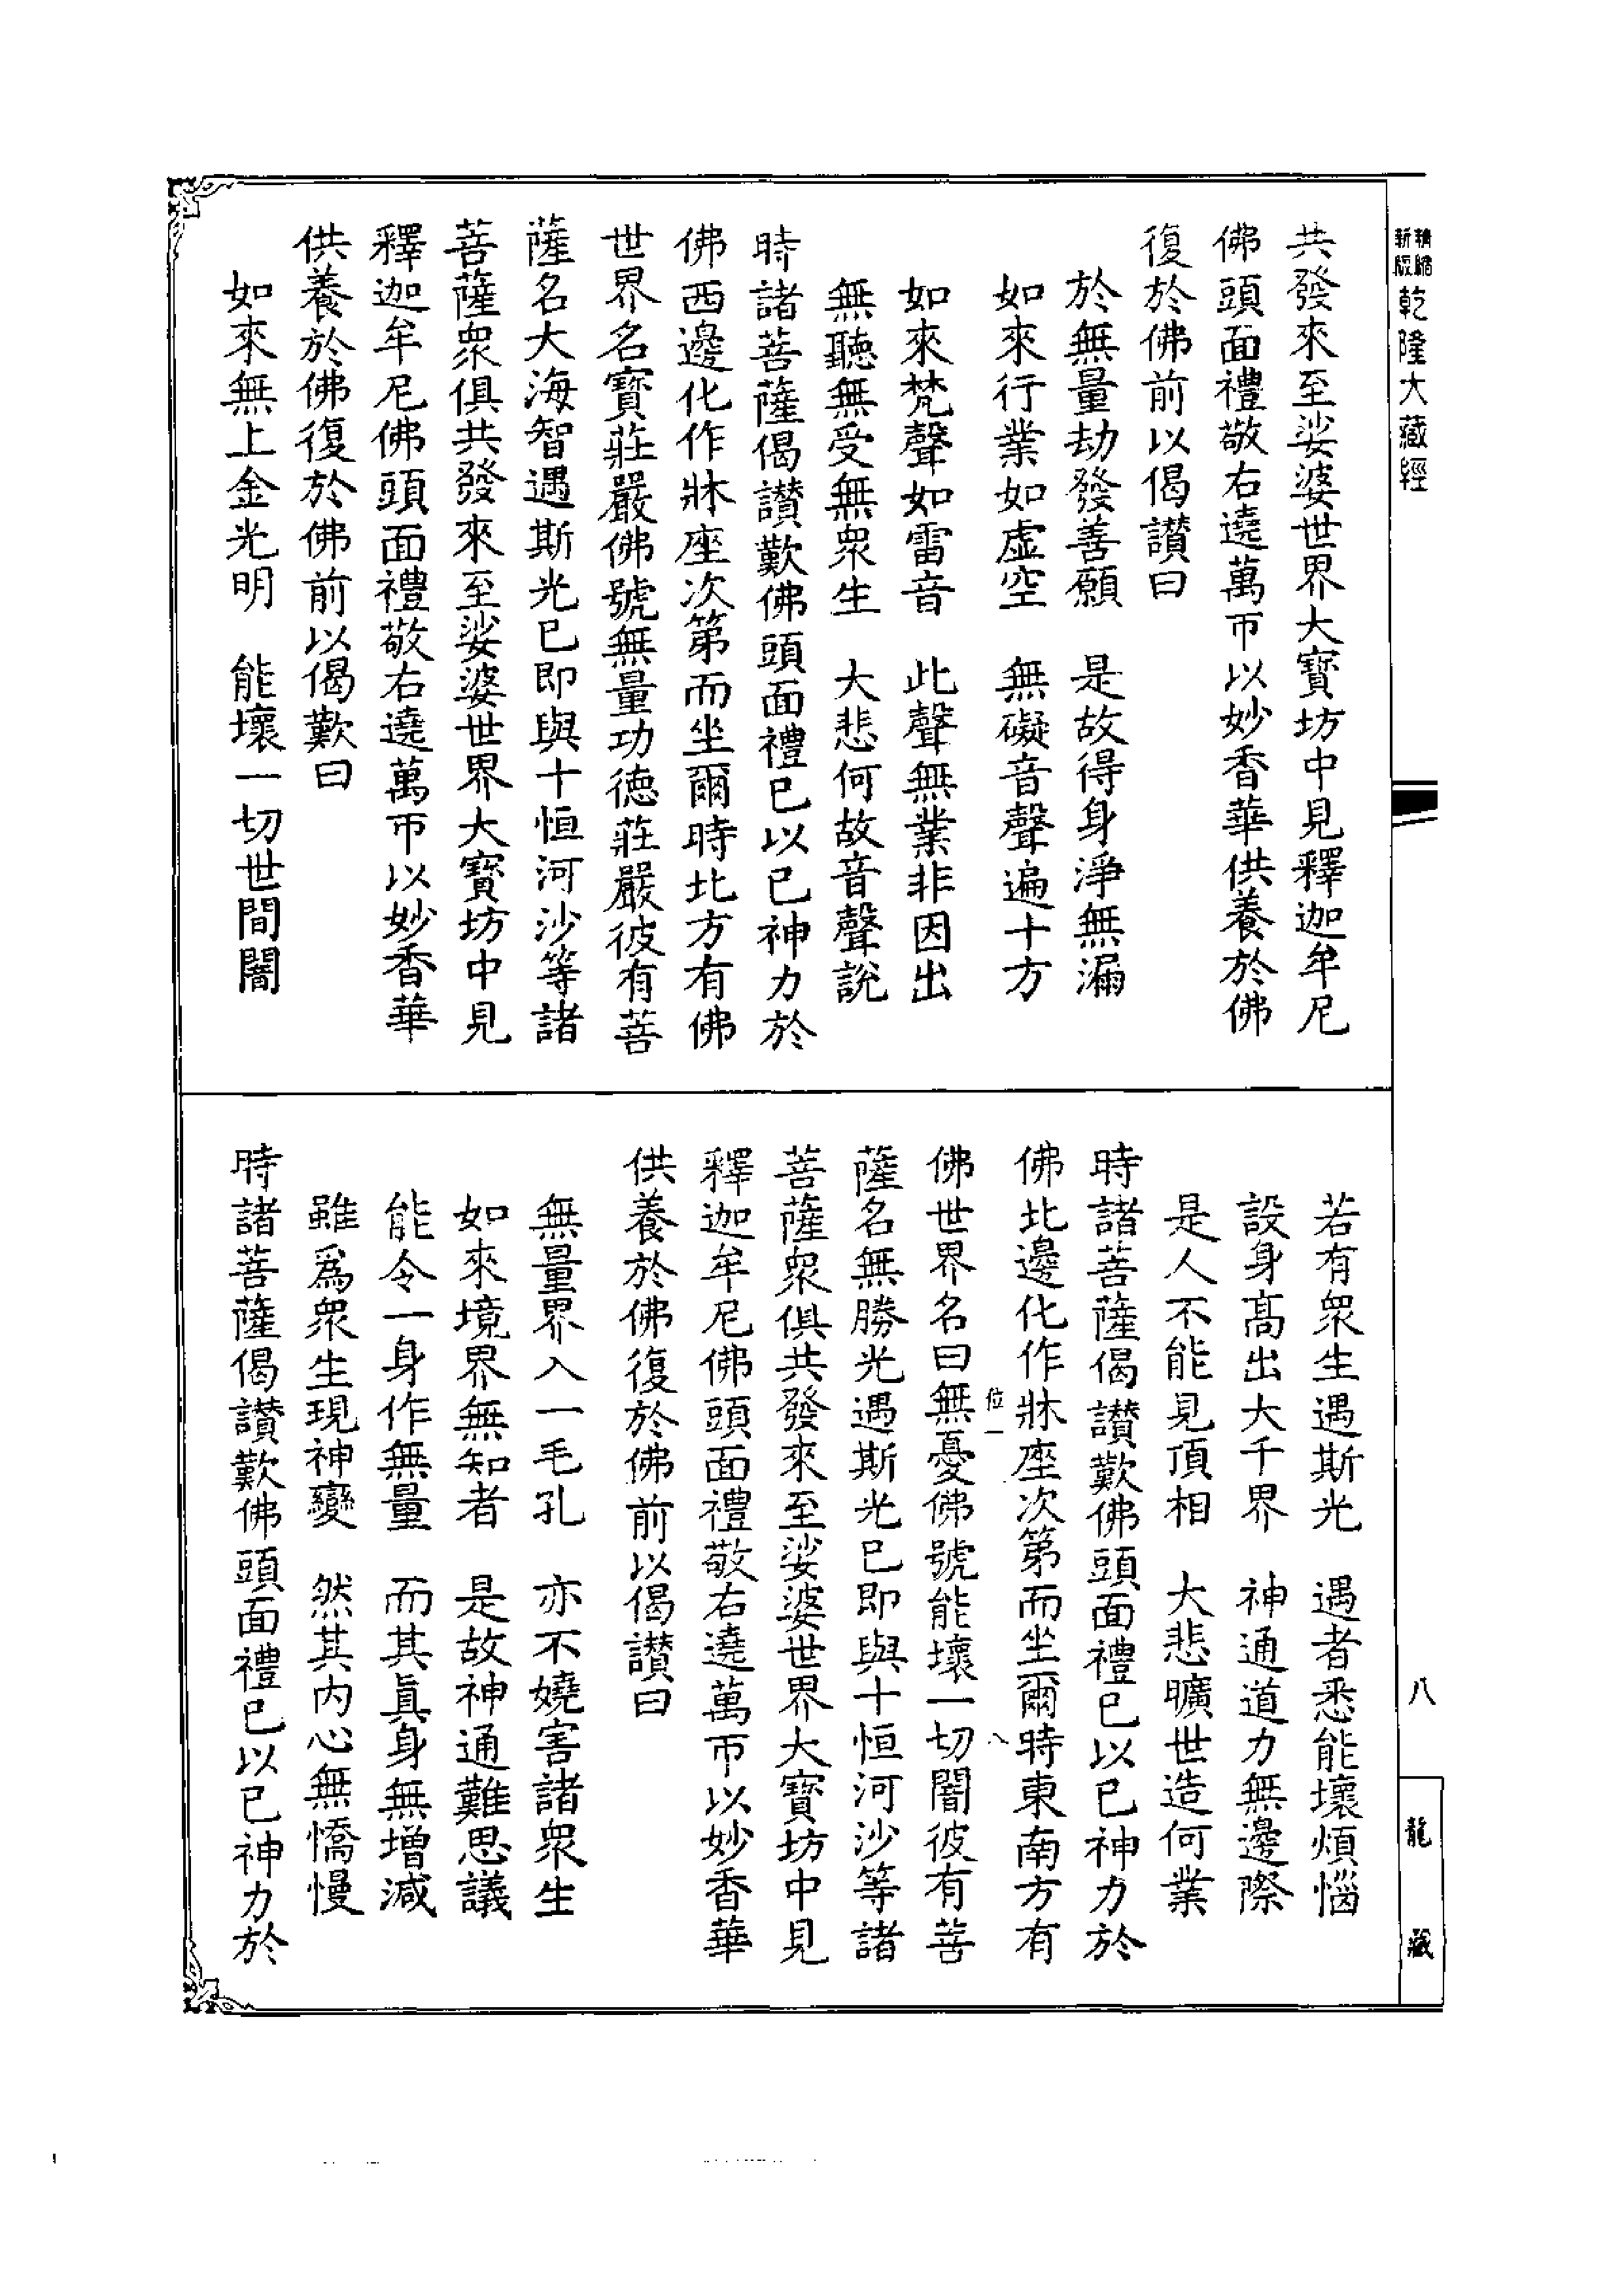 精縮
新版
乾隆大藏經
共發來至娑婆世界大寶坊中見釋迦牟尼
佛頭面禮敬右遶萬帀以妙香華供養於佛
復於佛前以偈讚曰
於無量劫發善願　是故得身淨無漏
如來行業如虛空　無礙音聲遍十方
如來梵聲如雷音　此聲無業非因出
無聽無受無衆生　大悲何故音聲說
時諸菩薩偈讚歎佛頭面禮已以己神力於
佛西邊化作牀座次第而坐爾時北方有佛
世界名寶莊嚴佛號無量功德莊嚴彼有菩
薩名大海智遇斯光已即與十恒河沙等諸
菩薩衆俱共發來至娑婆世界大寶坊中見
釋迦牟尼佛頭面禮敬右遶萬帀以妙香華
供養於佛復於佛前以偈歎曰
如來無上金光明　能壞一切世間闇
若有衆生遇斯光　遇者悉能壞煩惱
設身高出大千界　神通道力無邊際
是人不能見頂相　大悲曠世造何業
時諸菩薩偈讚歎佛頭面禮已以己神力於
佛北邊化作牀座次第而坐爾時東南方有
位一　八
佛世界名曰無憂佛號能壞一切闇彼有菩
薩名無勝光遇斯光已即與十恒河沙等諸
菩薩衆俱共發來至娑婆世界大寶坊中見
釋迦牟尼佛頭面禮敬右遶萬帀以妙香華
供養於佛復於佛前以偈讚曰
無量界入一毛孔　亦不嬈害諸衆生
如來境界無知者　是故神通難思議
能令一身作無量　而其眞身無增減
雖爲衆生現神變　然其内心無憍慢
時諸菩薩偈讚歎佛頭面禮已以己神力於
八
龍藏